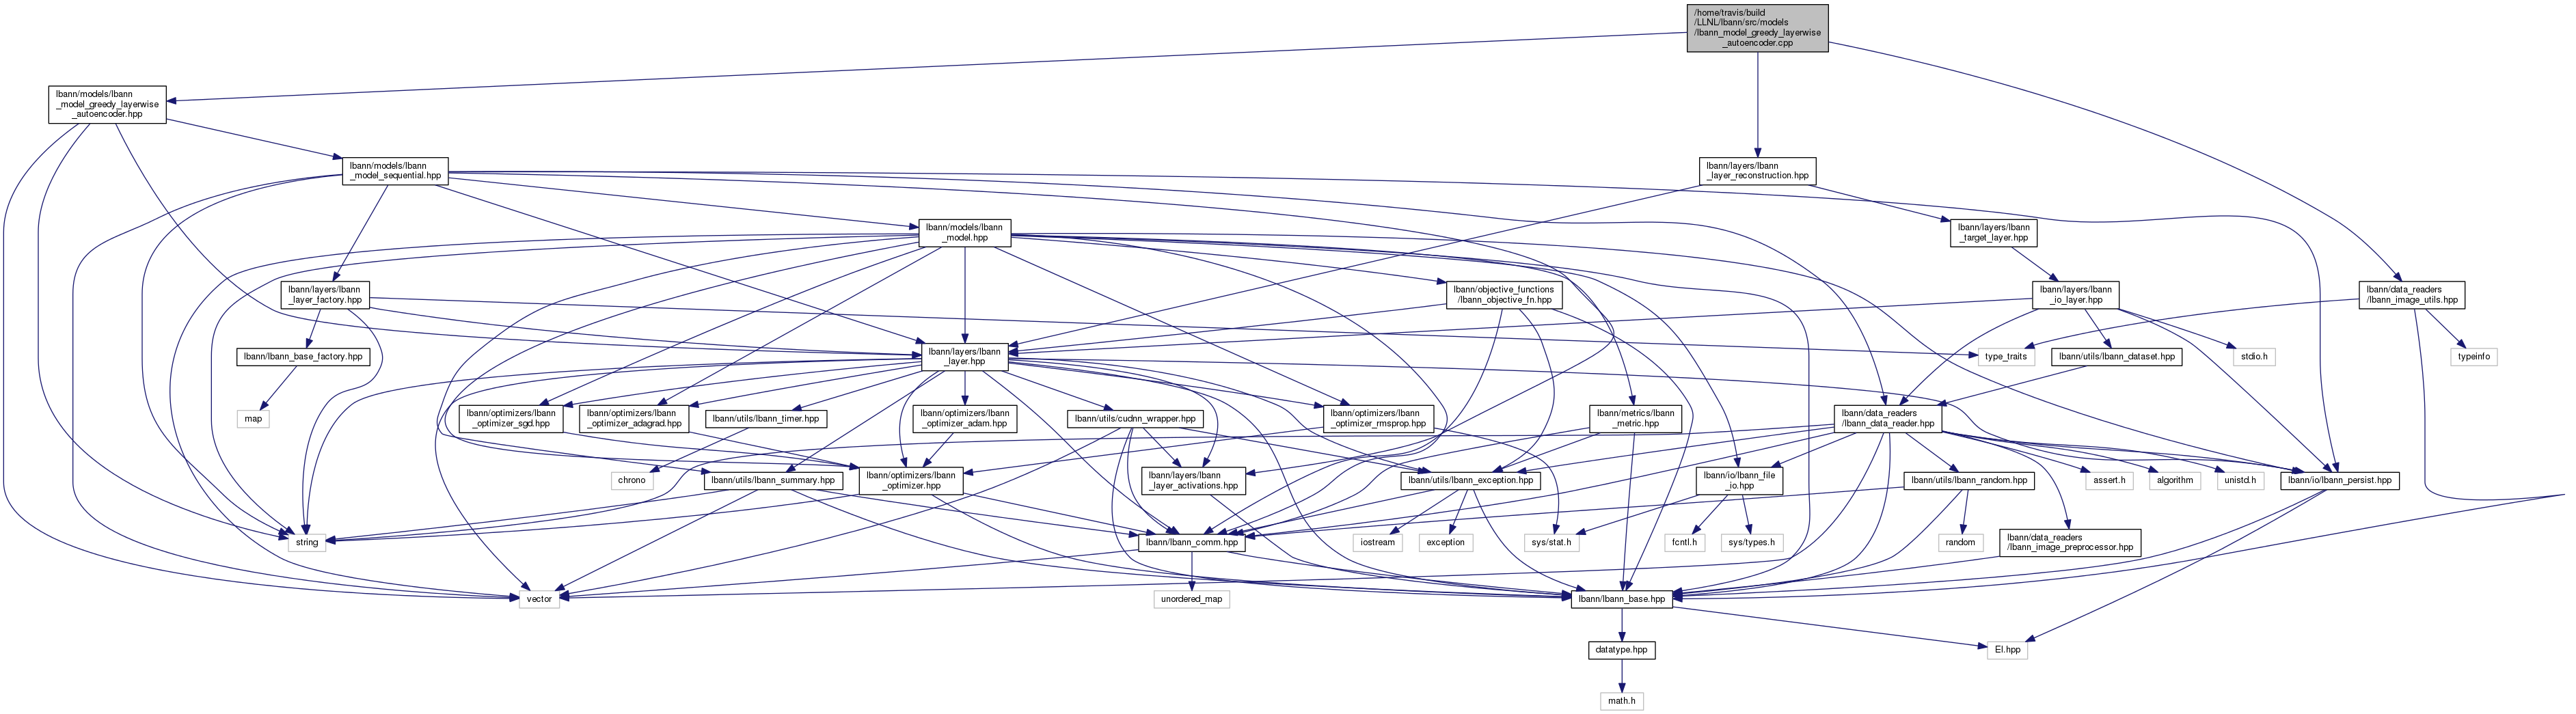 /home/travis/build
/LLNL/lbann/src/models
/lbann_model_greedy_layerwise
_autoencoder.cpp
lbann/models/lbann
_model_greedy_layerwise
_autoencoder.hpp
lbann/models/lbann
_model_sequential.hpp
lbann/layers/lbann
_layer_reconstruction.hpp
lbann/models/lbann
_model.hpp
lbann/layers/lbann
_target_layer.hpp
lbann/layers/lbann
_layer_factory.hpp
lbann/objective_functions
/lbann_objective_fn.hpp
lbann/layers/lbann
_io_layer.hpp
lbann/data_readers
/lbann_image_utils.hpp
lbann/lbann_base_factory.hpp
lbann/layers/lbann
_layer.hpp
type_traits
lbann/utils/lbann_dataset.hpp
stdio.h
typeinfo
map
lbann/optimizers/lbann
_optimizer_sgd.hpp
lbann/optimizers/lbann
_optimizer_adagrad.hpp
lbann/utils/lbann_timer.hpp
lbann/optimizers/lbann
_optimizer_adam.hpp
lbann/utils/cudnn_wrapper.hpp
lbann/optimizers/lbann
_optimizer_rmsprop.hpp
lbann/metrics/lbann
_metric.hpp
lbann/data_readers
/lbann_data_reader.hpp
chrono
lbann/utils/lbann_summary.hpp
lbann/optimizers/lbann
_optimizer.hpp
lbann/layers/lbann
_layer_activations.hpp
lbann/utils/lbann_exception.hpp
lbann/io/lbann_file
_io.hpp
lbann/utils/lbann_random.hpp
assert.h
algorithm
unistd.h
lbann/io/lbann_persist.hpp
string
lbann/lbann_comm.hpp
iostream
exception
sys/stat.h
fcntl.h
sys/types.h
random
lbann/data_readers
/lbann_image_preprocessor.hpp
vector
unordered_map
lbann/lbann_base.hpp
datatype.hpp
El.hpp
math.h